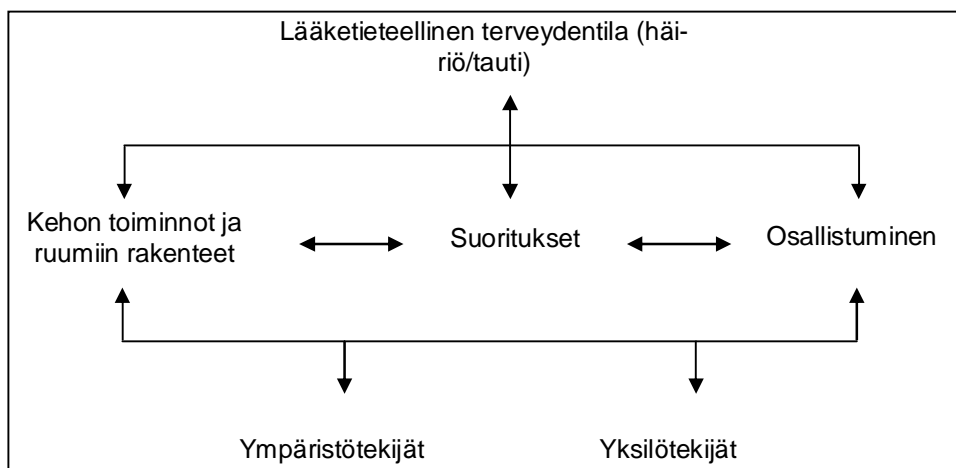 Lääketieteellinen terveydentila (häi-
riö/tauti)
Kehon toiminnot ja
ruumiin rakenteet
Suoritukset
Osallistuminen
Ympäristötekijät
Yksilötekijät